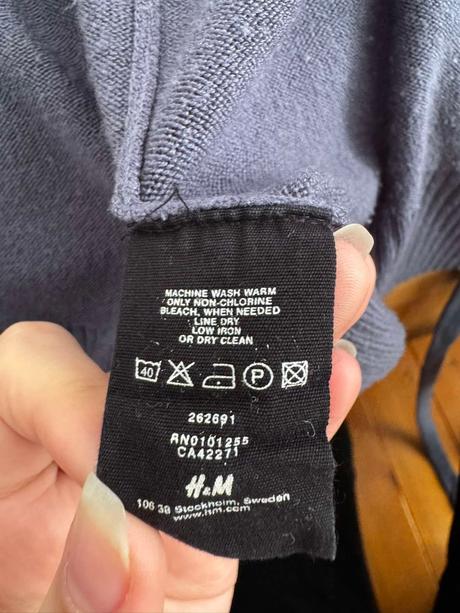 MACHINE WASH WARM
ONLY NON-CHLORINE
BLEACH, WHEN NEEDED
LINE DRY
LOW IRON
OR DRY CLEAN
40 P
262691
RN0101255
CA42271
H&M
106 38 Stockholm, Sweden
www.hm.com